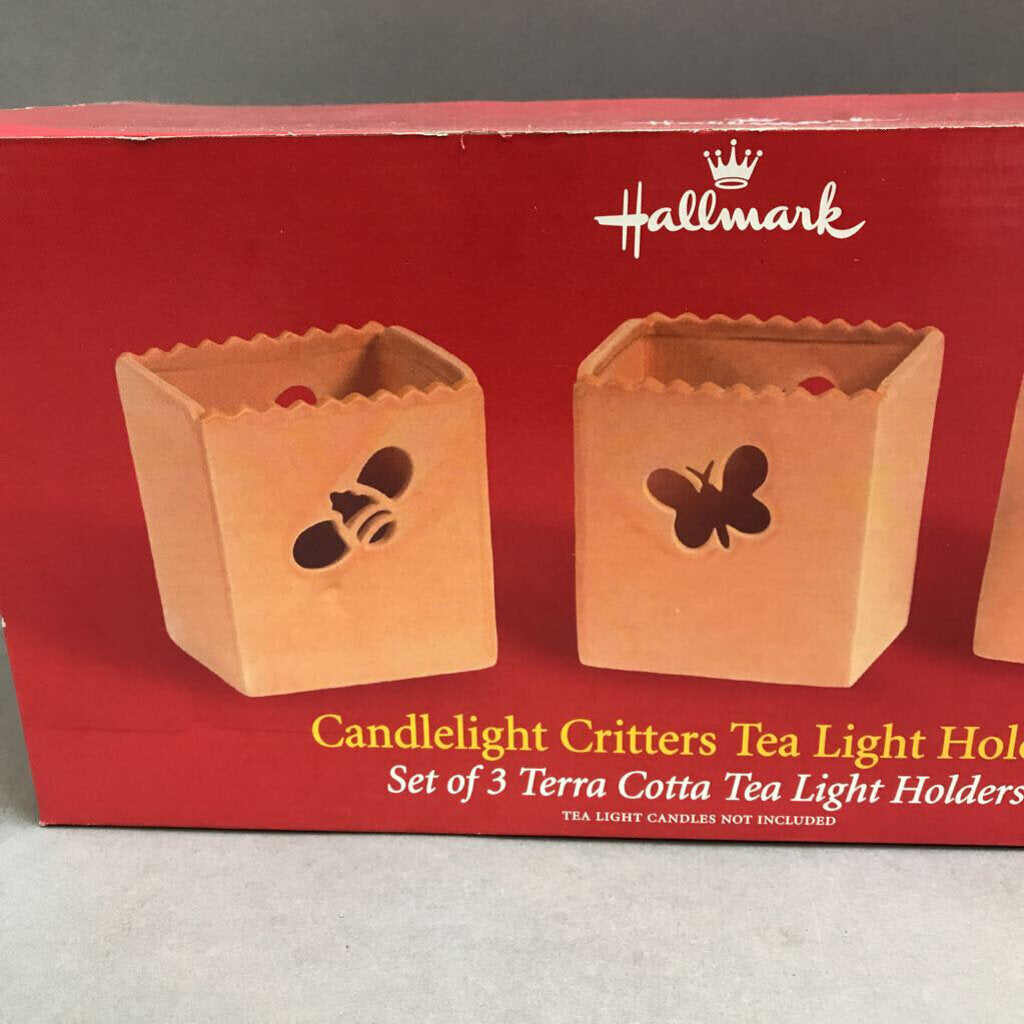 Hallmark
Candlelight Critters Tea Light Hol
Set of 3 Terra Cotta Tea Light Holders
TEA LIGHT CANDLES NOT INCLUDED